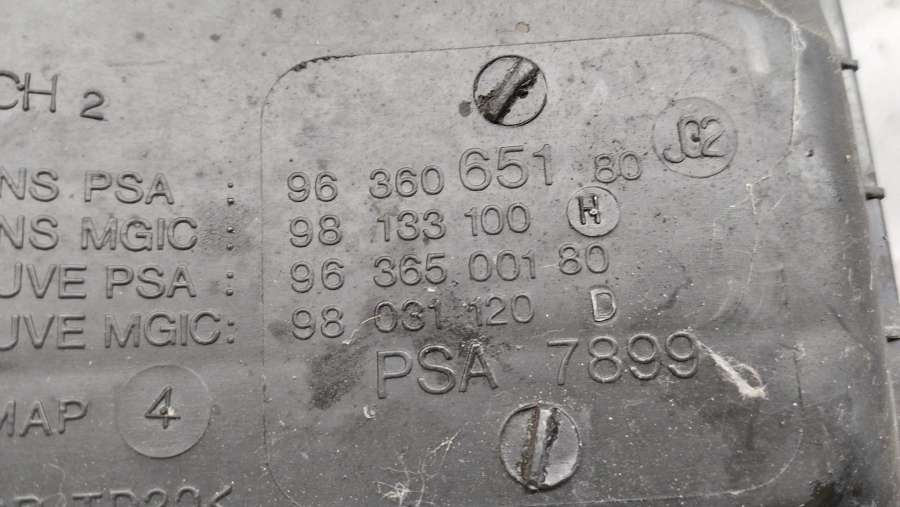 CH 2
NS PSA : 96 360 651 80 J02
NS MGIC : 98 133 100 H
UVE PSA : 96 365 001 80
UVE MGIC: 98 031 120 D
PSA 7899
MAP 4